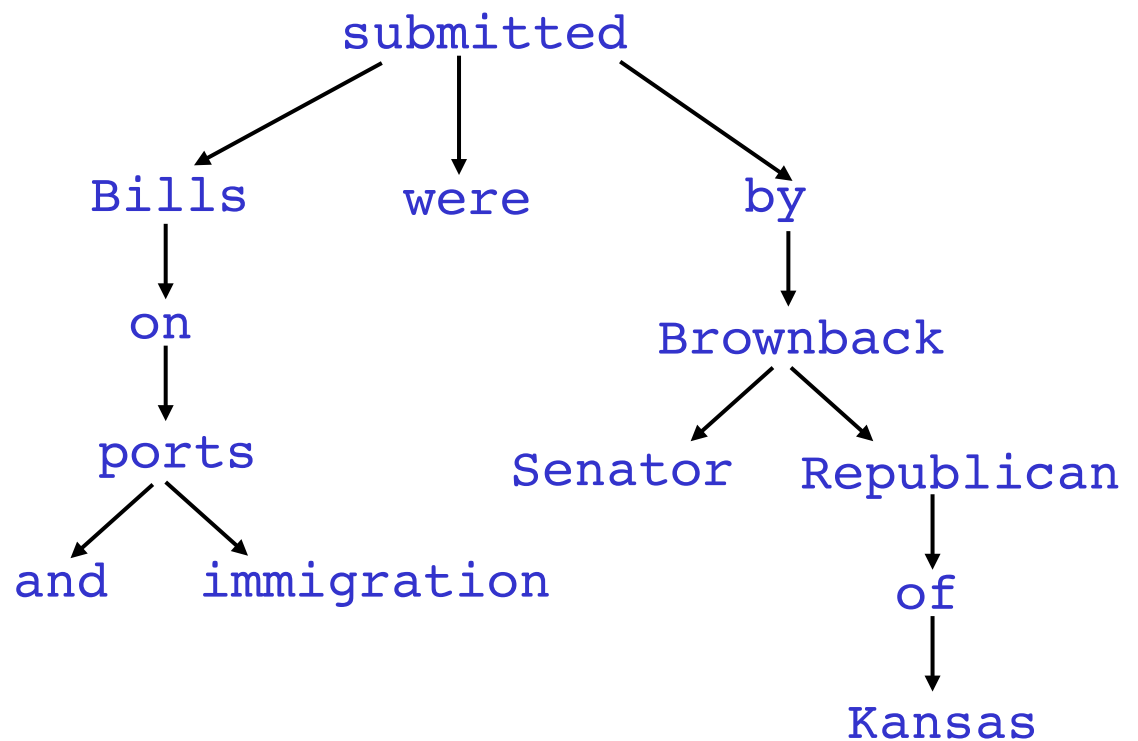 submitted
Bills were by
on
Brownback
ports
Senator Republican
and immigration
of
Kansas